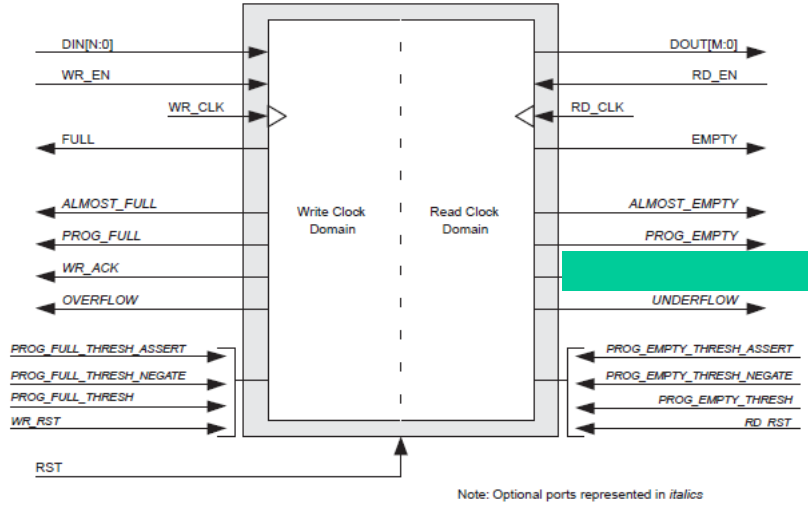 DIN[N:0]
WR_EN
WR_CLK
FULL
ALMOST_FULL
PROG_FULL
WR_ACK
OVERFLOW
PROG_FULL_THRESH_ASSERT
PROG_FULL_THRESH_NEGATE
PROG_FULL_THRESH
WR_RST
RST
Write Clock
Domain
Read Clock
Domain
DOUT[M:0]
RD_EN
RD_CLK
EMPTY
ALMOST_EMPTY
PROG_EMPTY
UNDERFLOW
PROG_EMPTY_THRESH_ASSERT
PROG_EMPTY_THRESH_NEGATE
PROG_EMPTY_THRESH
RD_RST
Note: Optional ports represented in italics